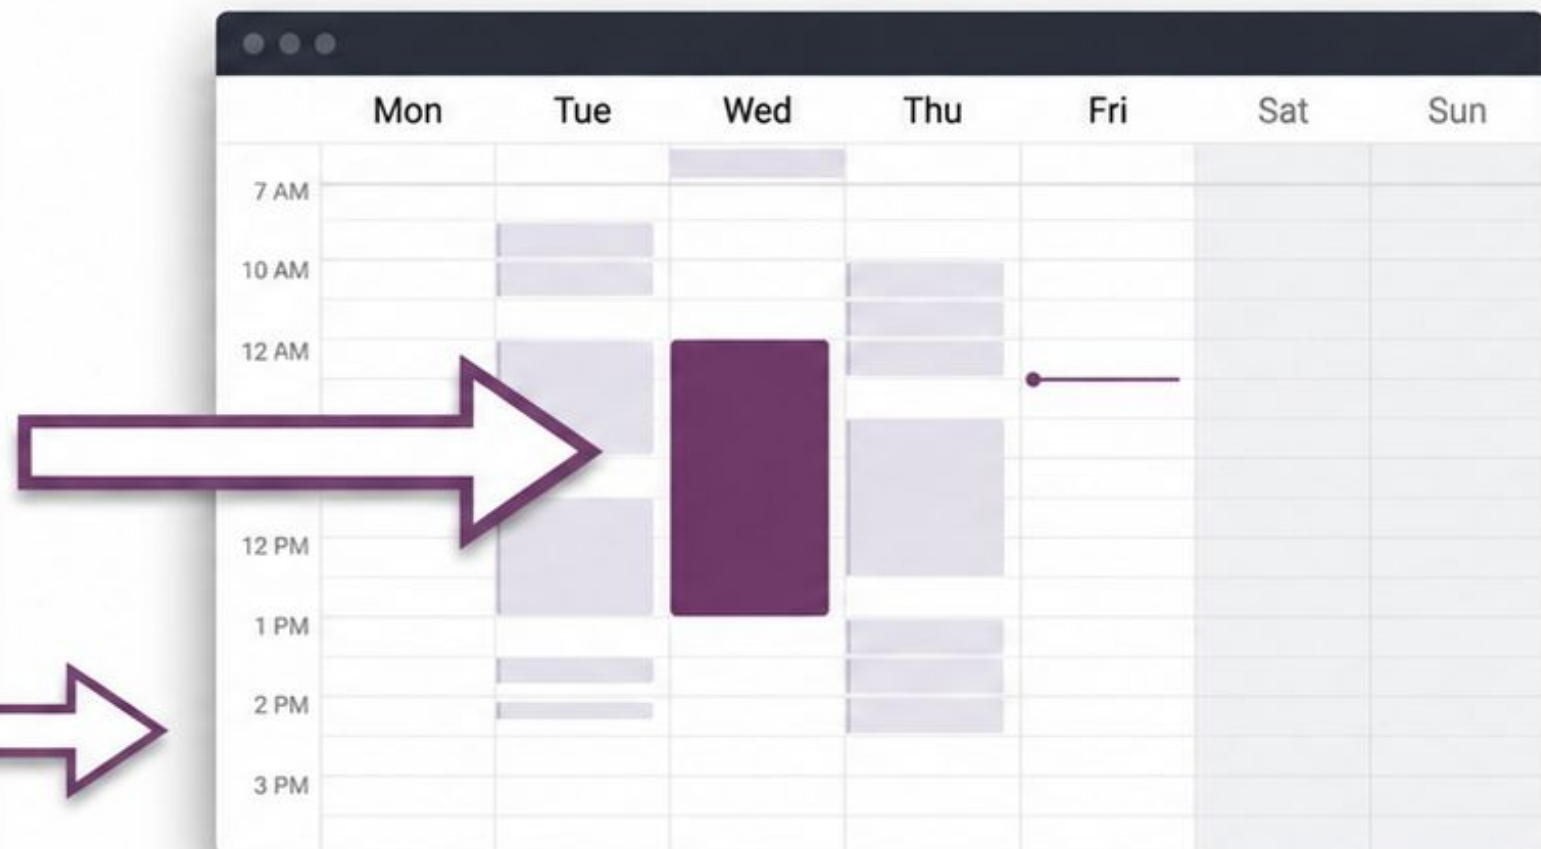 Mon Tue Wed Thu Fri Sat Sun
7 AM
10 AM
12 AM
12 PM
1 PM
2 PM
3 PM